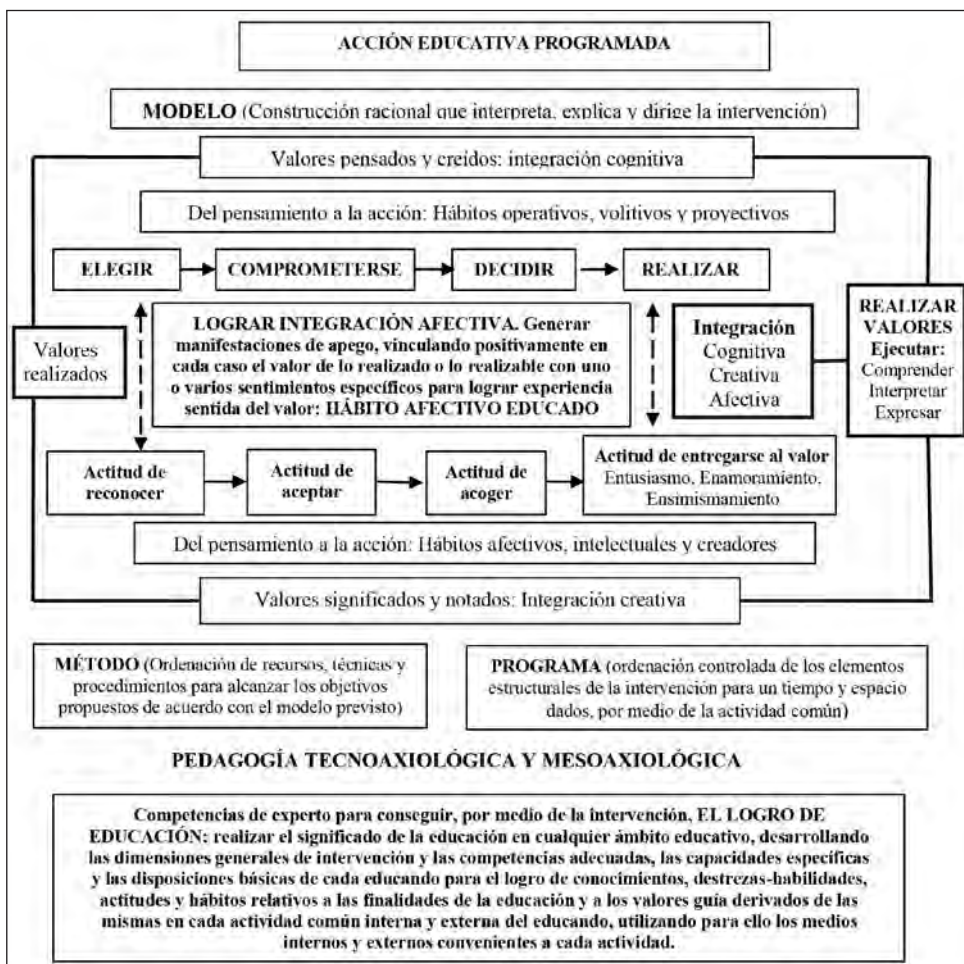 ACCIÓN EDUCATIVA PROGRAMADA
MODELO (Construcción racional que interpreta, explica y dirige la intervención)
Valores pensados y creídos: integración cognitiva
Del pensamiento a la acción: Hábitos operativos, volitivos y proyectivos
ELEGIR
COMPROMETERSE
DECIDIR
REALIZAR
Valores
realizados
LOGRAR INTEGRACIÓN AFECTIVA. Generar
manifestaciones de apego, vinculando positivamente
en cada caso el valor de lo realizado o lo realizable con uno
o varios sentimientos específicos para lograr experiencia
sentida del valor: HÁBITO AFECTIVO EDUCADO
Integración
Cognitiva
Creativa
Afectiva
REALIZAR
VALORES
Ejecutar:
Comprender
Interpretar
Expresar
Actitud de
reconocer
Actitud de
aceptar
Actitud de
acoger
Actitud de entregarse al valor
Entusiasmo, Enamoramiento,
Ensimismamiento
Del pensamiento a la acción: Hábitos afectivos, intelectuales y creadores
Valores significados y notados: Integración creativa
MÉTODO (Ordenación de recursos, técnicas y
procedimientos para alcanzar los objetivos
propuestos de acuerdo con el modelo previsto)
PROGRAMA (ordenación controlada de los elementos
estructurales de la intervención para un tiempo y espacio
dados, por medio de la actividad común)
PEDAGOGÍA TECNOAXIOLÓGICA Y MESOAXIOLÓGICA
Competencias de experto para conseguir, por medio de la intervención, EL LOGRO DE
EDUCACIÓN: realizar el significado de la educación en cualquier ámbito educativo, desarrollando
las dimensiones generales de intervención y las competencias adecuadas, las capacidades específicas
y las disposiciones básicas de cada educando para el logro de conocimientos, destrezas-habilidades,
actitudes y hábitos relativos a las finalidades de la educación y a los valores guía derivados de las
mismas en cada actividad común interna y externa del educando, utilizando para ello los medios
internos y externos convenientes a cada actividad.